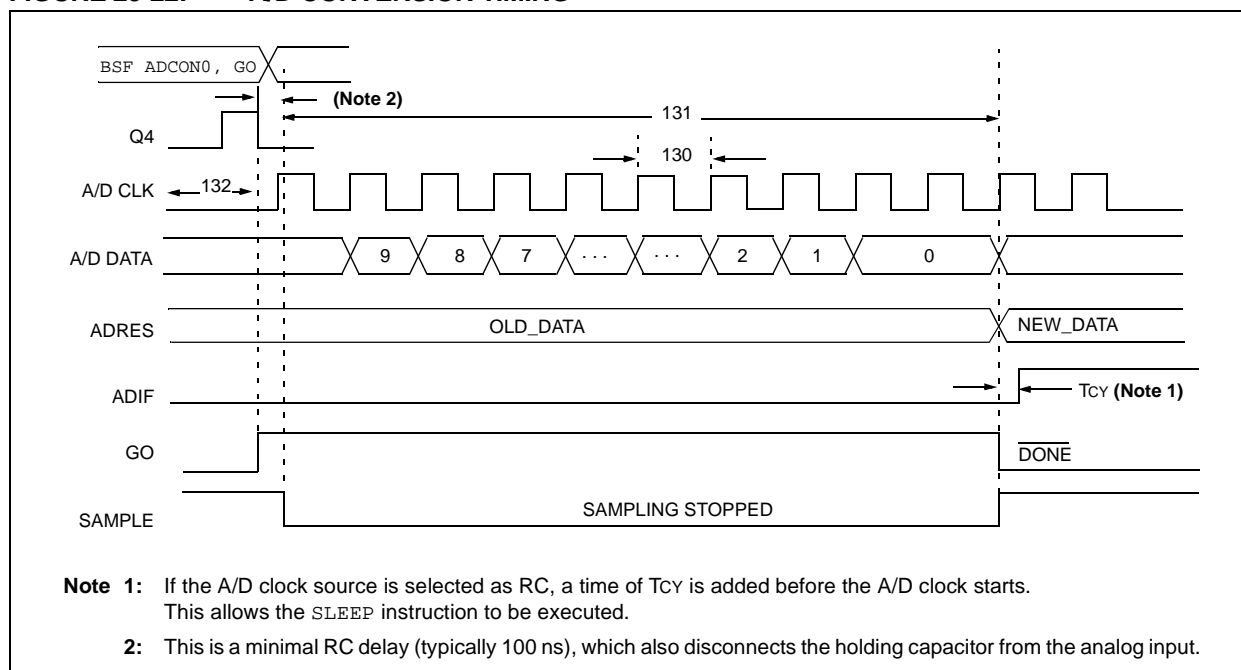 BSF ADCON0, GO
(Note 2)
131
Q4
130
A/D CLK
132
A/D DATA
9 8 7 . . . . . . 2 1 0
ADRES
OLD_DATA
NEW_DATA
ADIF
TCY (Note 1)
GO
DONE
SAMPLE
SAMPLING STOPPED
Note 1: If the A/D clock source is selected as RC, a time of TCY is added before the A/D clock starts.
This allows the SLEEP instruction to be executed.
2: This is a minimal RC delay (typically 100 ns), which also disconnects the holding capacitor from the analog input.